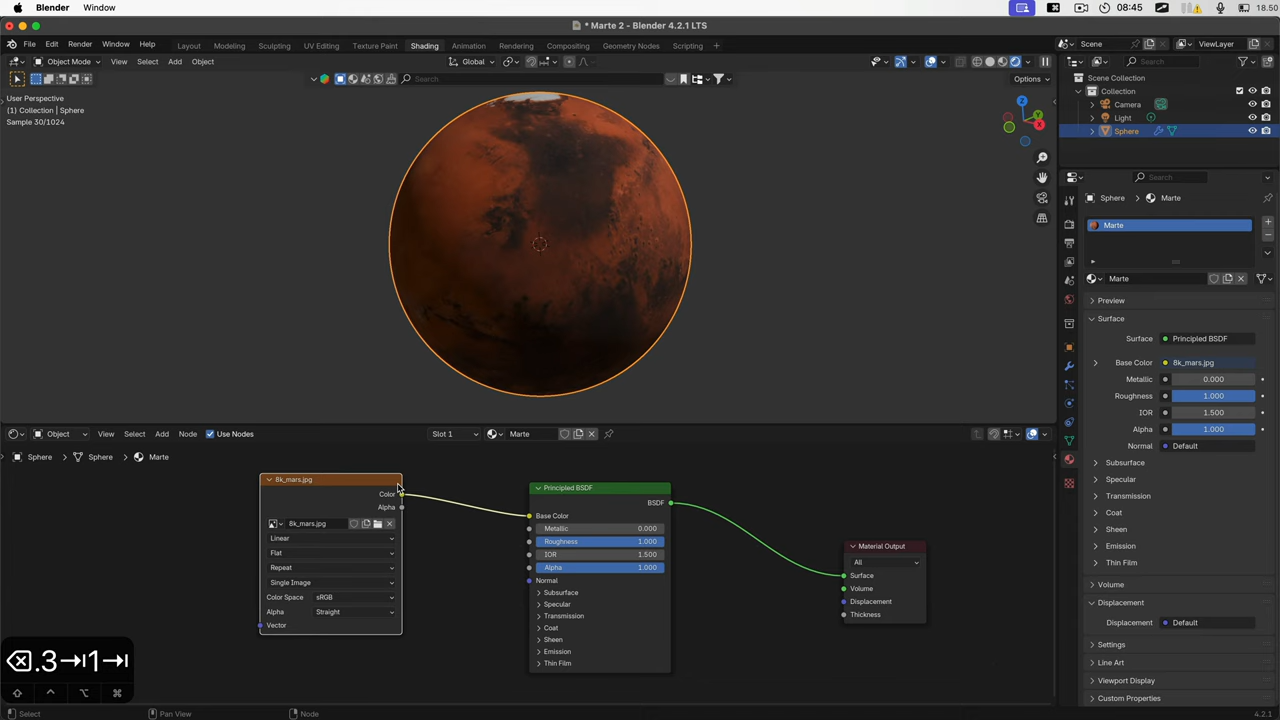 Blender Window 08:45 18.50
* Marte 2 - Blender 4.2.1 LTS
File Edit Render Window Help Layout Modeling Sculpting UV Editing Texture Paint Shading Animation Rendering Compositing Geometry Nodes Scripting Scene ViewLayer
Object Mode View Select Add Object Global Search
Search Options
Scene Collection
Collection
Camera
Light
Sphere
User Perspective
(1) Collection | Sphere
Sample 30/1024
X
Y
Z
Search
Sphere Marte
Marte
Marte
Preview
Surface
Surface Principled BSDF
Base Color 8k_mars.jpg
Metallic 0.000
Roughness 1.000
IOR 1.500
Alpha 1.000
Normal Default
Subsurface
Specular
Transmission
Coat
Sheen
Emission
Thin Film
Volume
Displacement
Displacement Default
Settings
Line Art
Viewport Display
Custom Properties
Object View Select Add Node Use Nodes Slot 1 Marte
Sphere Sphere Marte
8k_mars.jpg
Color
Alpha
8k_mars.jpg
Linear
Flat
Repeat
Single Image
Color Space sRGB
Alpha Straight
Vector
Principled BSDF
BSDF
Base Color
Metallic 0.000
Roughness 1.000
IOR 1.500
Alpha 1.000
Normal
Subsurface
Specular
Transmission
Coat
Sheen
Emission
Thin Film
Material Output
All
Surface
Volume
Displacement
Thickness
⌫.3⇥1⇥
⇧ ⌃ ⌥ ⌘
Select Pan View Node 4.2.1